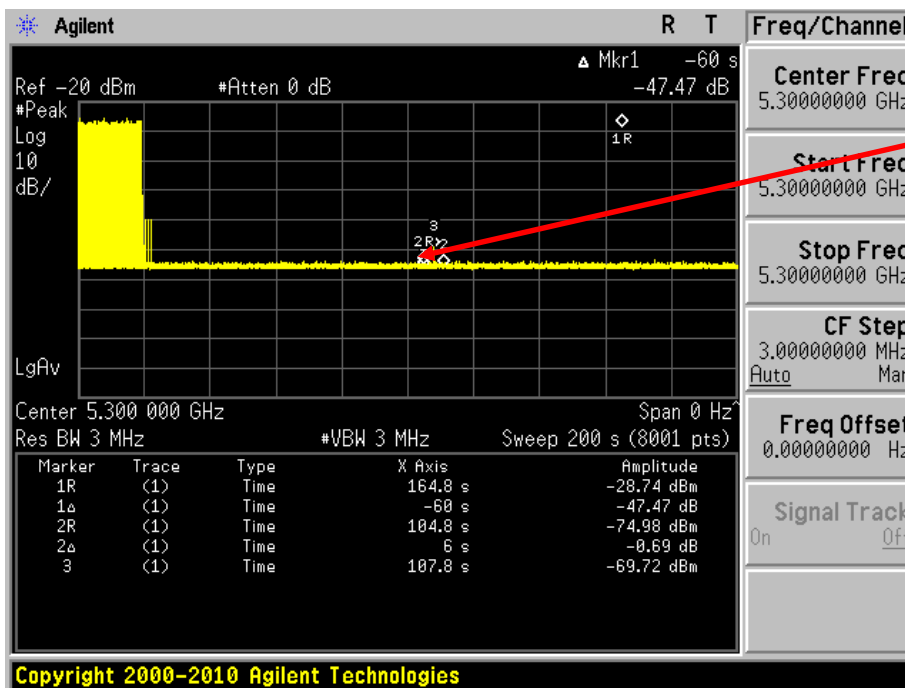 Agilent R T
Freq/Channel
Δ Mkr1 -60 s
Ref -20 dBm #Atten 0 dB -47.47 dB
#Peak
Log
10
dB/
1R
3
2R 2
LgAv
Center 5.300 000 GHz Span 0 Hz^
Res BW 3 MHz #VBW 3 MHz Sweep 200 s (8001 pts)
Marker Trace Type X Axis Amplitude
1R (1) Time 164.8 s -28.74 dBm
1Δ (1) Time -60 s -47.47 dB
2R (1) Time 104.8 s -74.98 dBm
2Δ (1) Time 6 s -0.69 dB
3 (1) Time 107.8 s -69.72 dBm
Center Freq
5.30000000 GHz
Start Freq
5.30000000 GHz
Stop Freq
5.30000000 GHz
CF Step
3.00000000 MHz
Auto Man
Freq Offset
0.00000000 Hz
Signal Track
On Off
Copyright 2000-2010 Agilent Technologies